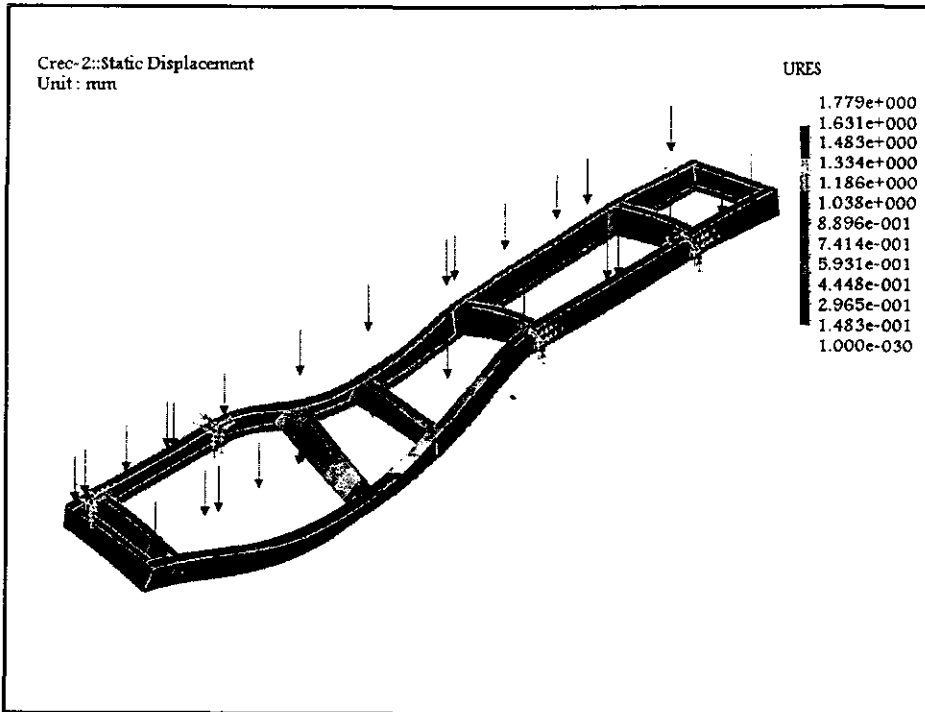 Crec-2::Static Displacement
Unit : mm
URES
1.779e+000
1.631e+000
1.483e+000
1.334e+000
1.186e+000
1.038e+000
8.896e-001
7.414e-001
5.931e-001
4.448e-001
2.965e-001
1.483e-001
1.000e-030